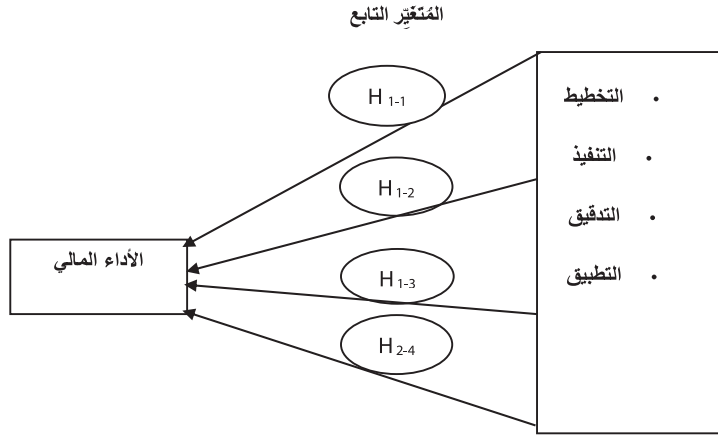 المُتغيِّر التابع
• التخطيط
• التنفيذ
• التدقيق
• التطبيق
H 1-1
H 1-2
H 1-3
H 2-4
الأداء المالي